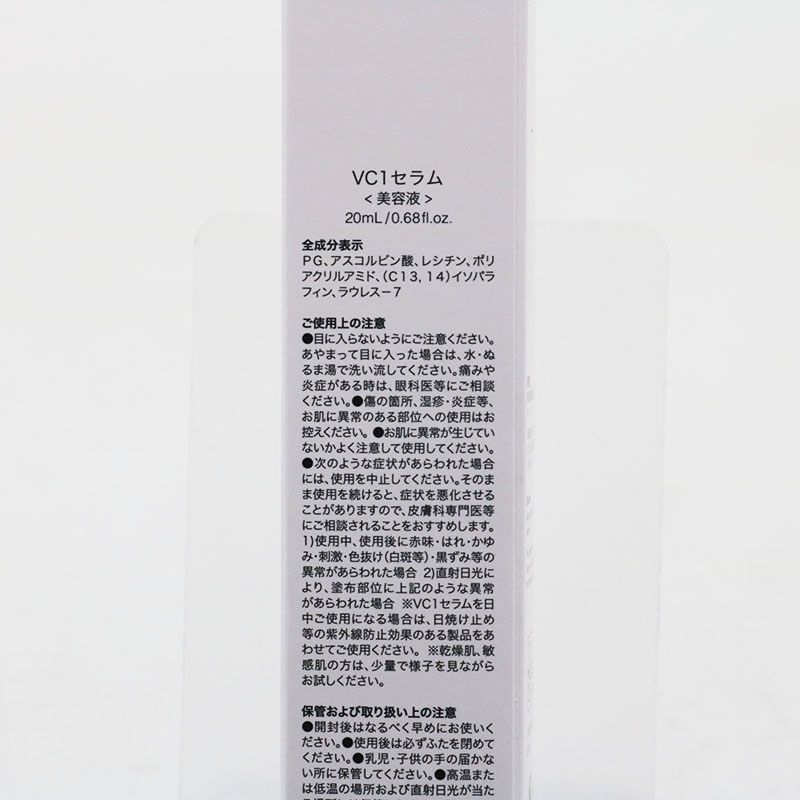 VC1セラム
<美容液>
20mL/0.68fl.oz.
全成分表示
PG、アスコルビン酸、レシチン、ポリ
アクリルアミド、(C13,14)イソパラ
フィン、ラウレス-7
ご使用上の注意
●目に入らないようにご注意ください。
あやまって目に入った場合は、水・ぬ
るま湯で洗い流してください。痛みや
炎症がある時は、眼科医等にご相談
ください。●傷の箇所、湿疹・炎症等、
お肌に異常のある部位への使用はお
控えください。●お肌に異常が生じてい
ないかよく注意して使用してください。
●次のような症状があらわれた場合
には、使用を中止してください。そのま
ま使用を続けると、症状を悪化させる
ことがありますので、皮膚科専門医等
にご相談されることをおすすめします。
1)使用中、使用後に赤味・はれ・かゆ
み・刺激・色抜け(白斑等)・黒ずみ等の
異常があらわれた場合 2)直射日光に
より、塗布部位に上記のような異常
があらわれた場合 ※VC1セラムを日
中ご使用になる場合は、日焼け止め
等の紫外線防止効果のある製品をあ
わせてご使用ください。※乾燥肌、敏
感肌の方は、少量で様子を見ながら
お試しください。
保管および取り扱い上の注意
●開封後はなるべく早めにお使いく
ださい。●使用後は必ずふたを閉めて
ください。●乳児・子供の手の届かな
い所に保管してください。●高温また
は低温の場所および直射日光が当た